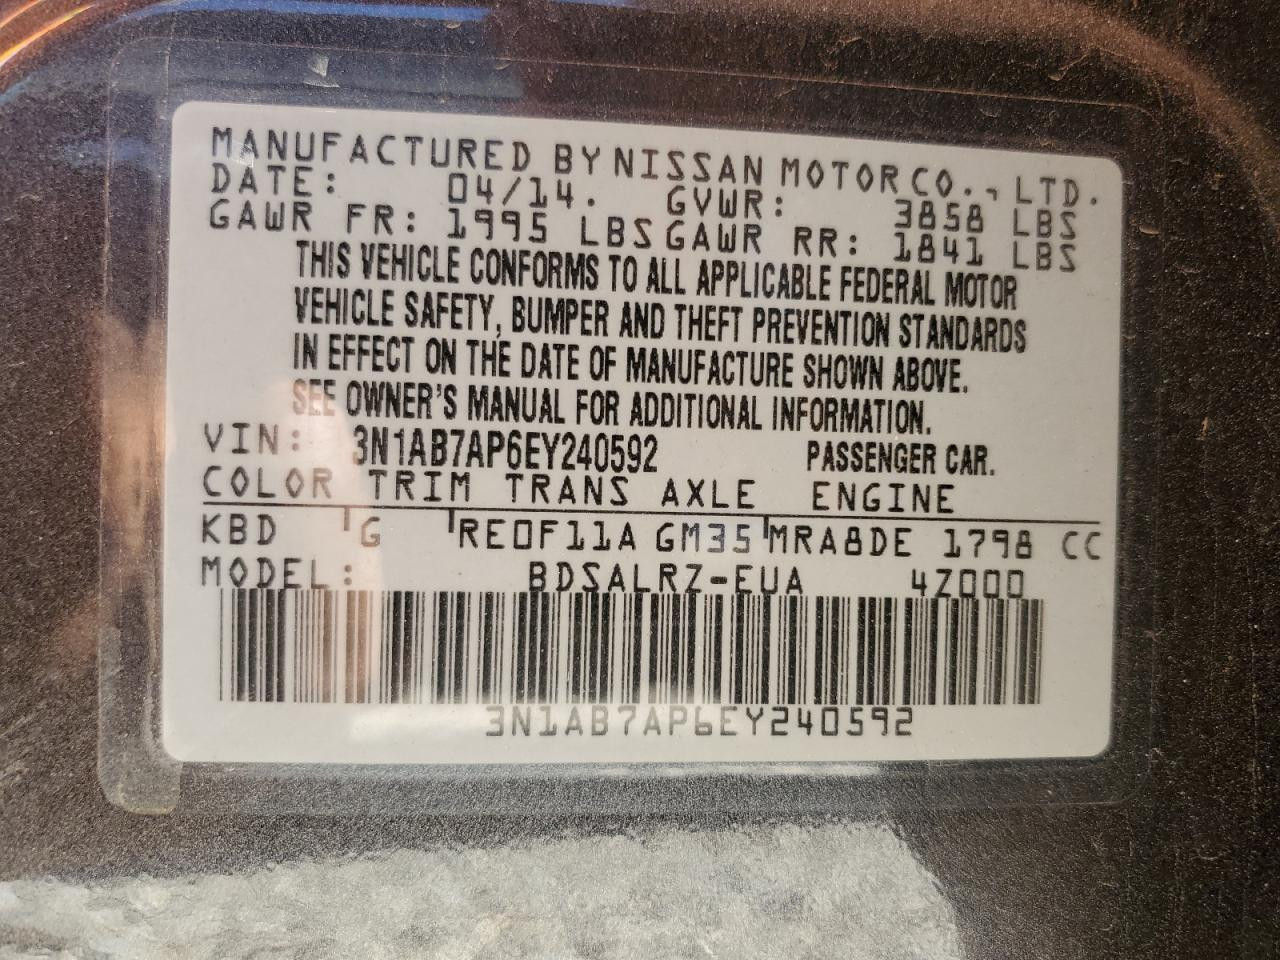 MANUFACTURED BY NISSAN MOTOR CO., LTD.
DATE: 04/14. GVWR: 3858 LBS
GAWR FR: 1995 LBS GAWR RR: 1841 LBS
THIS VEHICLE CONFORMS TO ALL APPLICABLE FEDERAL MOTOR
VEHICLE SAFETY, BUMPER AND THEFT PREVENTION STANDARDS
IN EFFECT ON THE DATE OF MANUFACTURE SHOWN ABOVE.
SEE OWNER'S MANUAL FOR ADDITIONAL INFORMATION.
VIN: 3N1AB7AP6EY240592 PASSENGER CAR.
COLOR TRIM TRANS AXLE ENGINE
KBD G RE0F11A GM35 MRA8DE 1798 CC
MODEL: BDSALRZ-EUA 4Z000
3N1AB7AP6EY240592